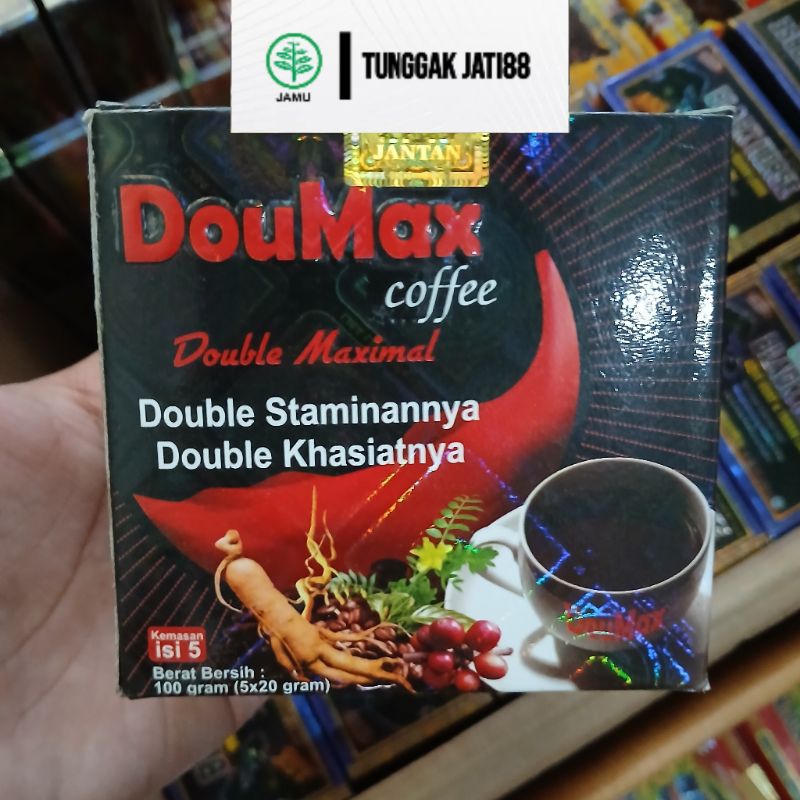 JAMU
TUNGGAK JATI88
JANTAN
DouMax
coffee
Double Maximal
Double Staminannya
Double Khasiatnya
DouMax
Kemasan
isi 5
Berat Bersih :
100 gram (5x20 gram)